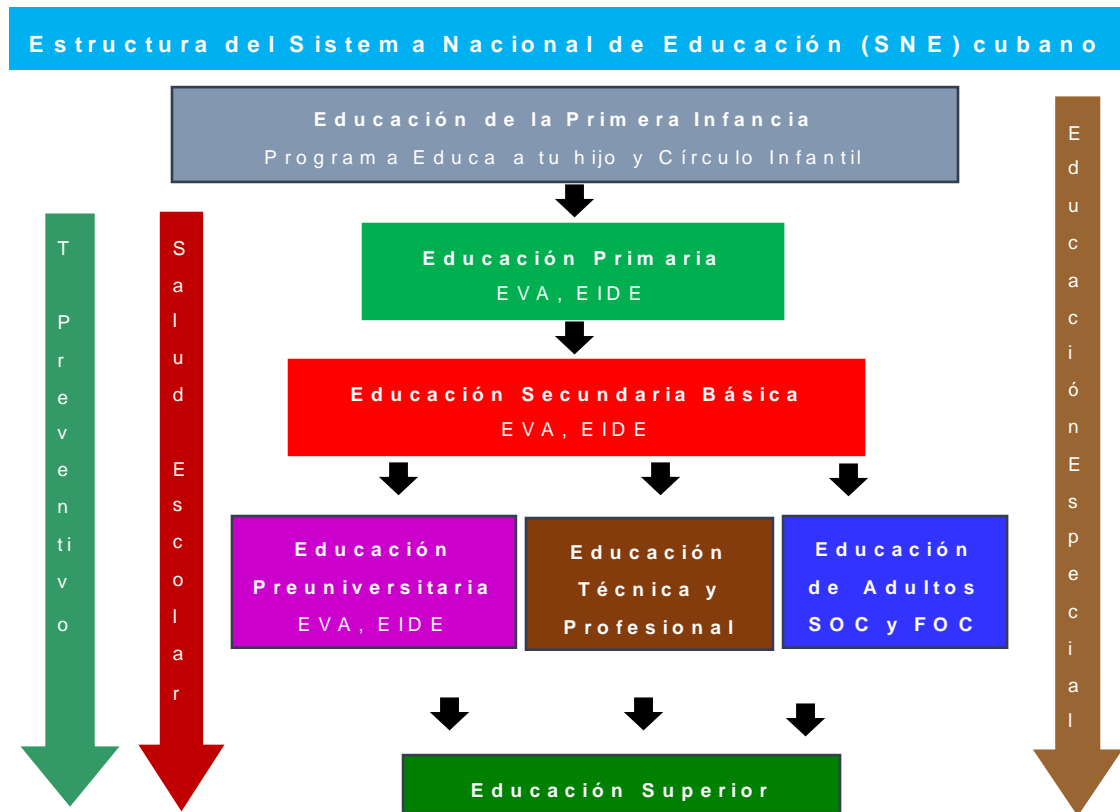 Estructura del Sistema Nacional de Educación (SNE) cubano
Educación de la Primera Infancia
Programa Educa a tu hijo y Círculo Infantil
Educación Primaria
EVA, EIDE
Educación Secundaria Básica
EVA, EIDE
Educación
Preuniversitaria
EVA, EIDE
Educación
Técnica y
Profesional
Educación
de Adultos
SOC y FOC
Educación Superior
T Preventivo
Salud Escolar
Educación Especial